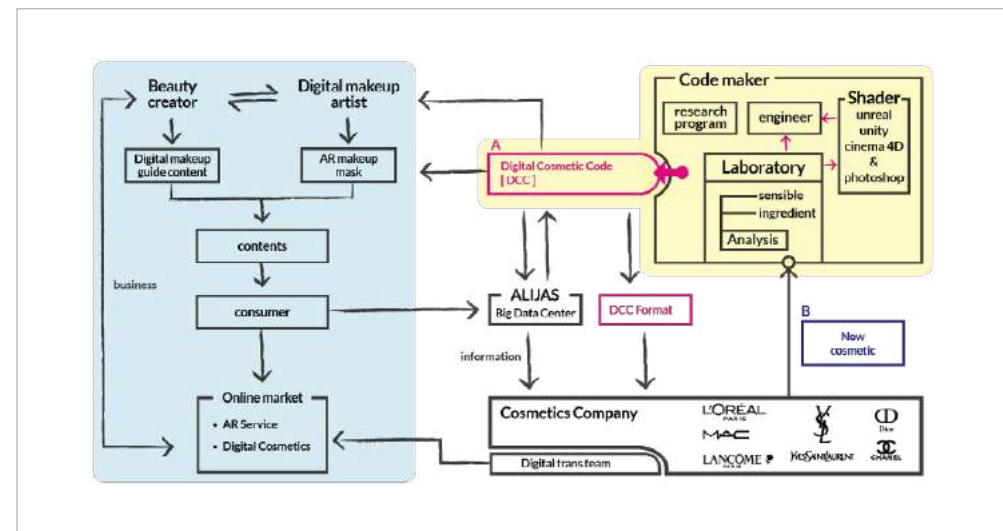 Beauty
creator
Digital makeup
artist
Digital makeup
guide content
AR makeup
mask
contents
business
consumer
Online market
• AR Service
• Digital Cosmetics
A
Digital Cosmetic Code
[ DCC ]
ALIJAS
Big Data Center
DCC Format
information
Code maker
research
program
engineer
Shader
unreal
unity
cinema 4D
&
photoshop
Laboratory
sensible
ingredient
Analysis
B
New
cosmetic
Cosmetics Company
Digital trans team
L'ORÉAL
PARIS
MAC
LANCÔME
PARIS
YSL
YVESSAINTLAURENT
CD
Dior
CHANEL